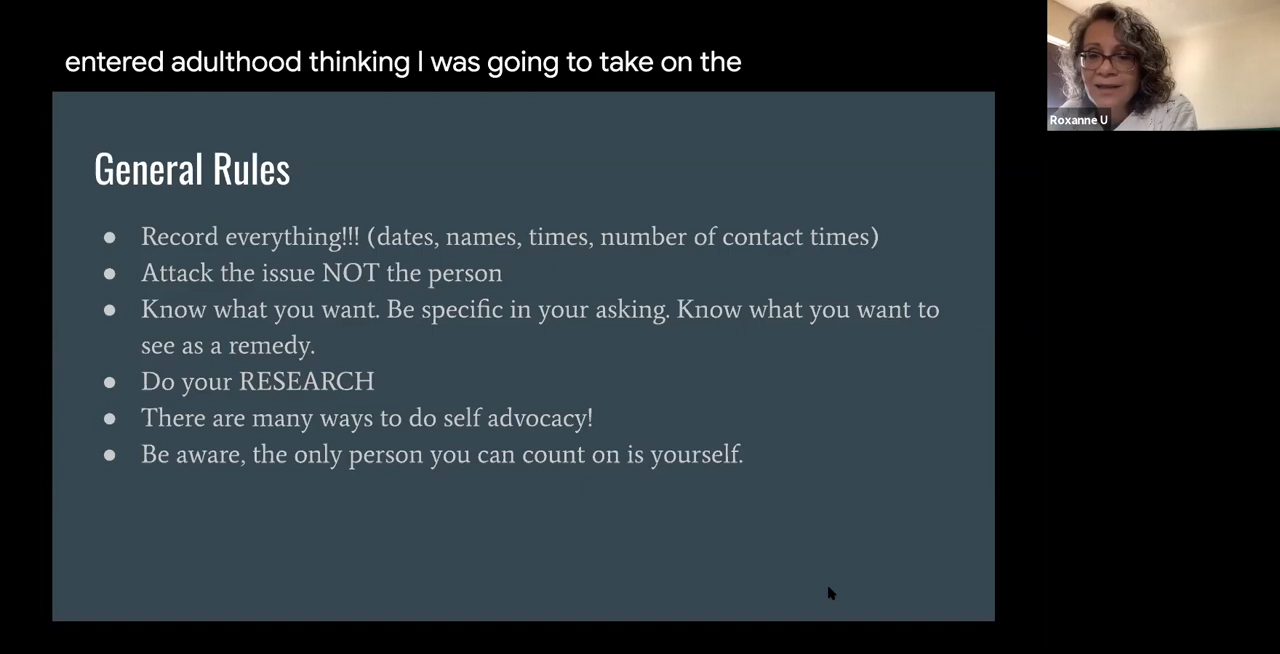 entered adulthood thinking I was going to take on the
Roxanne U
General Rules
● Record everything!!! (dates, names, times, number of contact times)
● Attack the issue NOT the person
● Know what you want. Be specific in your asking. Know what you want to
see as a remedy.
● Do your RESEARCH
● There are many ways to do self advocacy!
● Be aware, the only person you can count on is yourself.